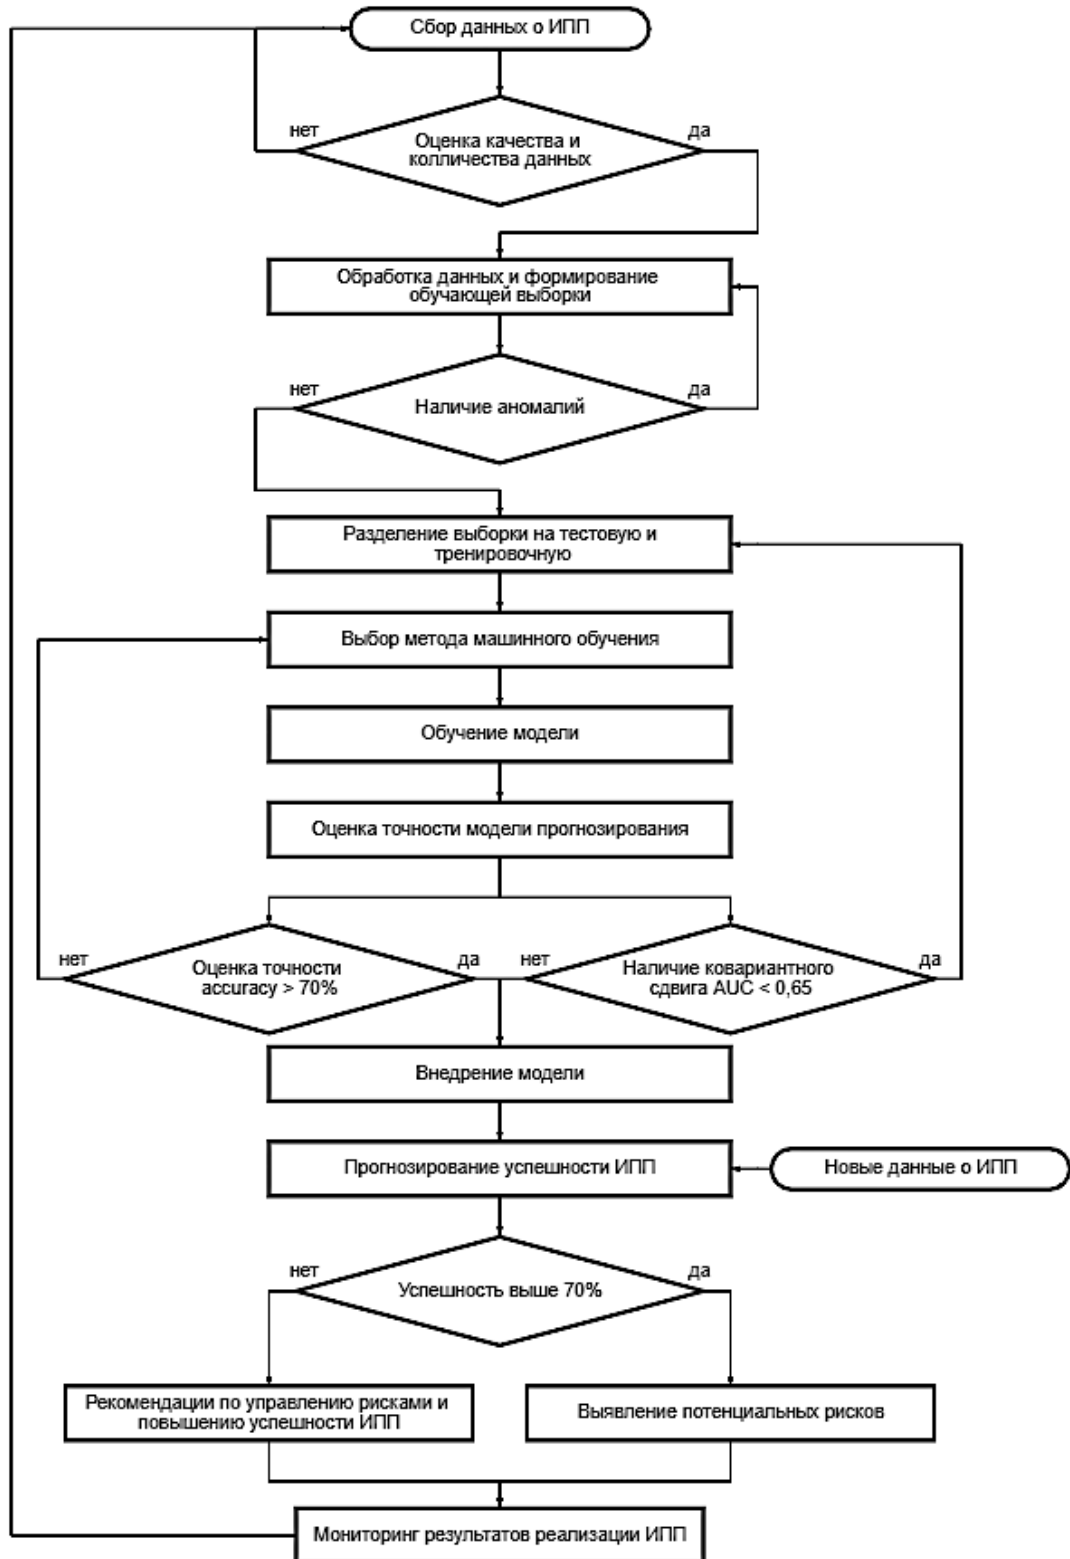 Сбор данных о ИПП
нет
да
Оценка качества и
колличества данных
Обработка данных и формирование
обучающей выборки
нет
да
Наличие аномалий
Разделение выборки на тестовую и
тренировочную
Выбор метода машинного обучения
Обучение модели
Оценка точности модели прогнозирования
нет
Оценка точности
accuracy > 70%
да
нет
Наличие ковариантного
сдвига AUC < 0,65
да
Внедрение модели
Прогнозирование успешности ИПП
Новые данные о ИПП
нет
да
Успешность выше 70%
Рекомендации по управлению рисками и
повышению успешности ИПП
Выявление потенциальных рисков
Мониторинг результатов реализации ИПП